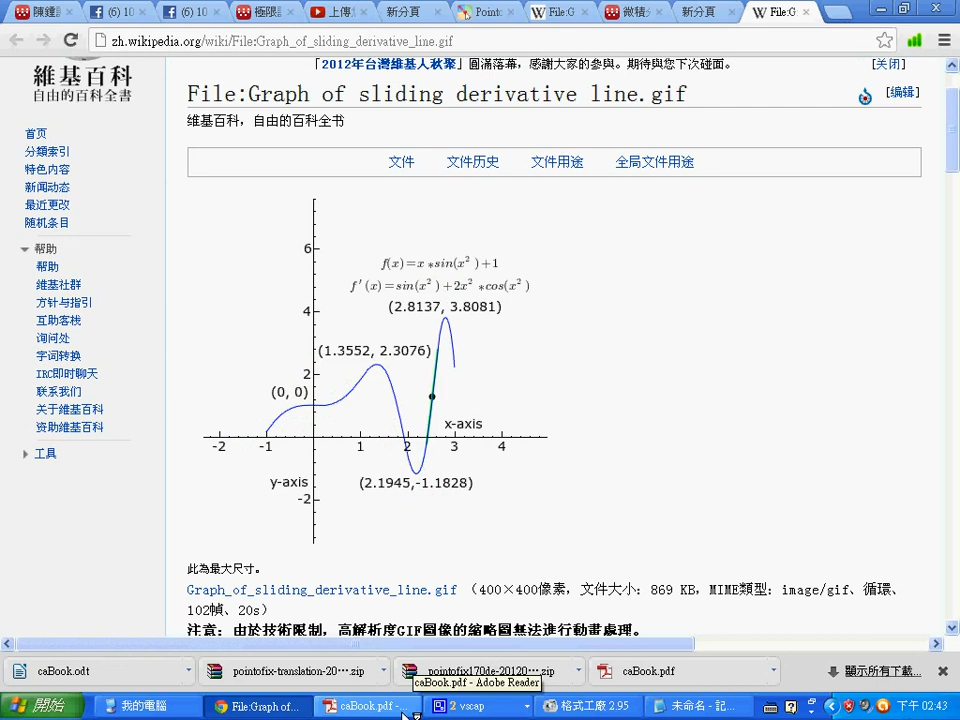 陳鍾誠
(6) 10
(6) 10
極限
上傳
新分頁
Pointo
File:G
微積分
新分頁
File:G
zh.wikipedia.org/wiki/File:Graph_of_sliding_derivative_line.gif
維基百科
自由的百科全书
「2012年台灣維基人秋聚」圓滿落幕，感謝大家的參與。期待與您下次碰面。
[关闭]
File:Graph of sliding derivative line.gif
[编辑]
維基百科，自由的百科全书
首页
分類索引
特色内容
新闻动态
最近更改
随机条目
帮助
帮助
维基社群
方针与指引
互助客栈
询问处
字词转换
IRC即时聊天
联系我们
关于維基百科
资助維基百科
工具
文件
文件历史
文件用途
全局文件用途
f(x)=x*sin(x²)+1
f'(x)=sin(x²)+2x²*cos(x²)
(2.8137, 3.8081)
(1.3552, 2.3076)
(0, 0)
6
4
2
x-axis
-2 -1 1 2 3 4
y-axis
(2.1945,-1.1828)
-2
此為最大尺寸。
Graph_of_sliding_derivative_line.gif （400×400像素，文件大小：869 KB，MIME類型：image/gif、循環、
102幀、20s）
注意：由於技術限制，高解析度GIF圖像的縮略圖無法進行動畫處理。
caBook.odt
pointofix-translation-20…zip
pointofix170de-20120…zip
caBook.pdf
顯示所有下載...
caBook.pdf - Adobe Reader
開始
我的電腦
File:Graph of...
caBook.pdf -...
2 vscap
格式工廠 2.95
未命名 - 記...
下午 02:43